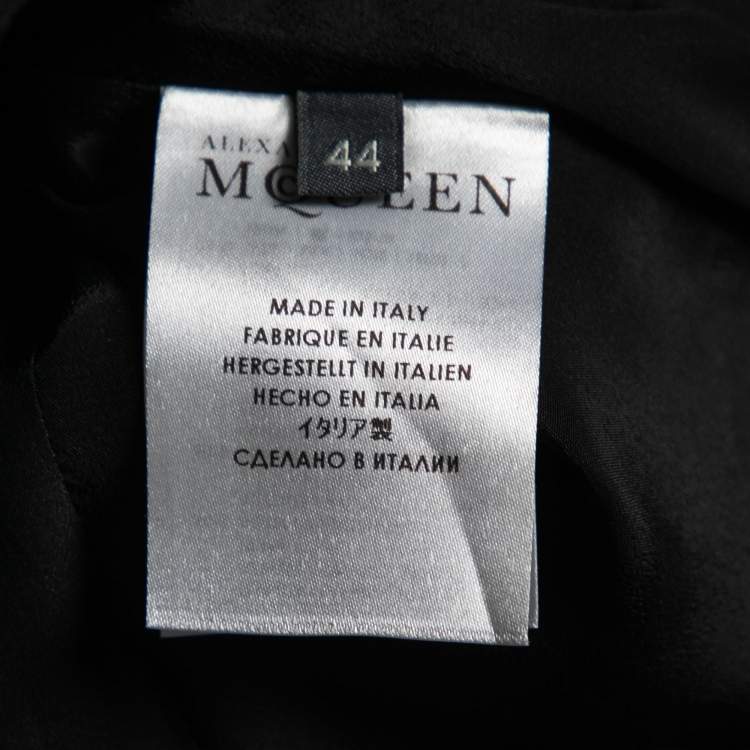 44
ALEXA
McQUEEN
MADE IN ITALY
FABRIQUE EN ITALIE
HERGESTELLT IN ITALIEN
HECHO EN ITALIA
イタリア製
СДЕЛАНО В ИТАЛИИ